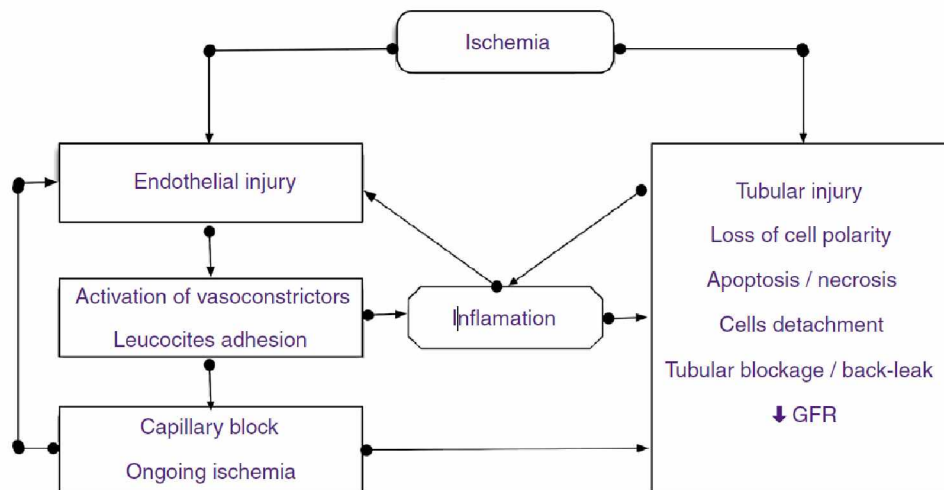 Ischemia
Endothelial injury
Activation of vasoconstrictors
Leucocites adhesion
Capillary block
Ongoing ischemia
Inflamation
Tubular injury
Loss of cell polarity
Apoptosis / necrosis
Cells detachment
Tubular blockage / back-leak
⬇ GFR